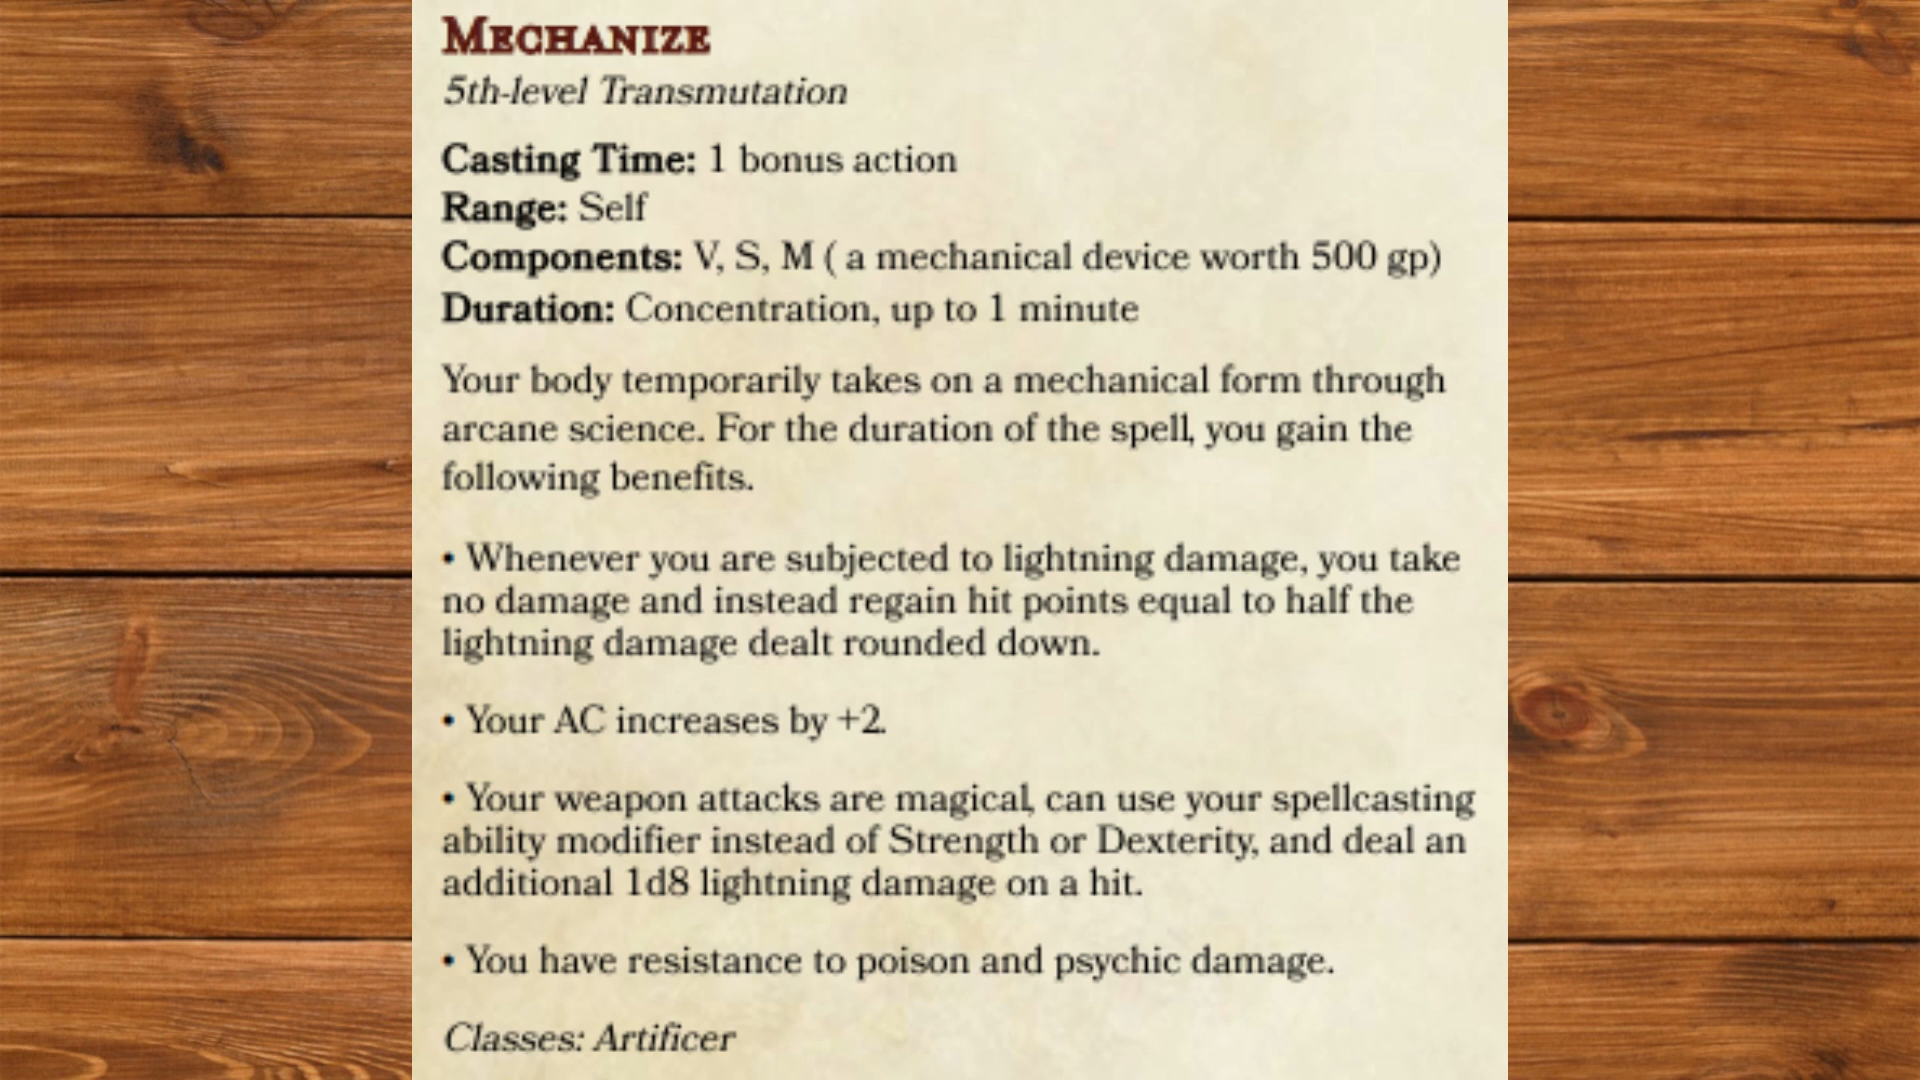 MECHANIZE
5th-level Transmutation
Casting Time: 1 bonus action
Range: Self
Components: V, S, M ( a mechanical device worth 500 gp)
Duration: Concentration, up to 1 minute
Your body temporarily takes on a mechanical form through
arcane science. For the duration of the spell, you gain the
following benefits.
• Whenever you are subjected to lightning damage, you take
no damage and instead regain hit points equal to half the
lightning damage dealt rounded down.
• Your AC increases by +2.
• Your weapon attacks are magical, can use your spellcasting
ability modifier instead of Strength or Dexterity, and deal an
additional 1d8 lightning damage on a hit.
• You have resistance to poison and psychic damage.
Classes: Artificer